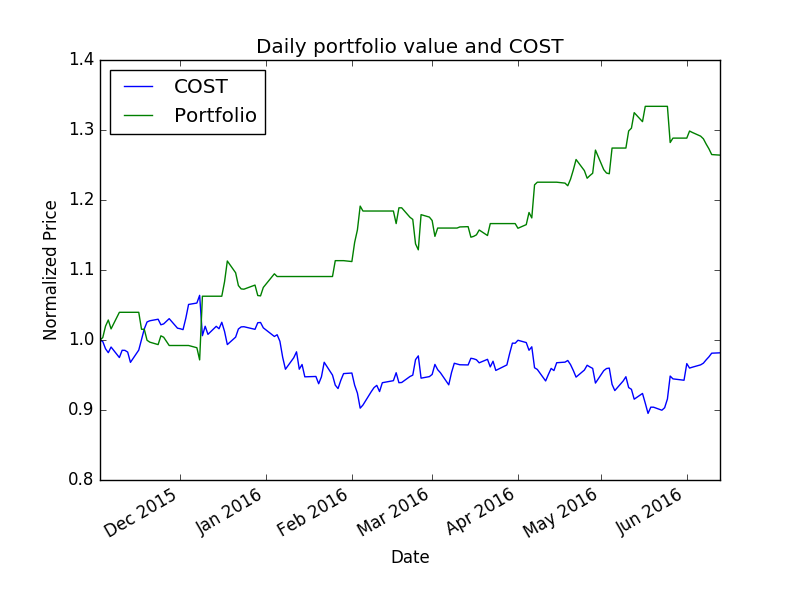 Daily portfolio value and COST
COST
Portfolio
1.4
1.3
1.2
1.1
1.0
0.9
0.8
Normalized Price
Dec 2015
Jan 2016
Feb 2016
Mar 2016
Apr 2016
May 2016
Jun 2016
Date